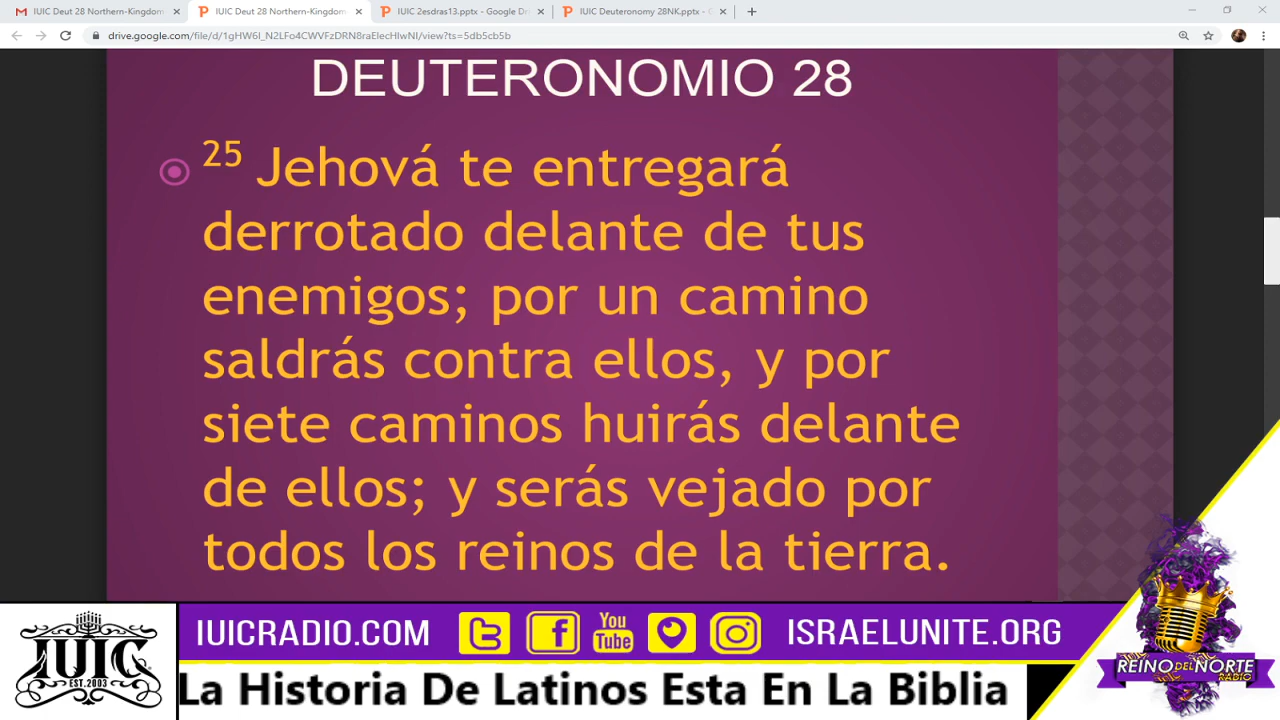 IUIC Deut 28 Northern-Kingdom
IUIC Deut 28 Northern-Kingdom
IUIC 2esdras13.pptx - Google Dri
IUIC Deuteronomy 28NK.pptx - G
drive.google.com/file/d/1gHW6l_N2LFo4CWVFzDRN8raElecHIwNI/view?ts=5db5cb5b
DEUTERONOMIO 28
25 Jehová te entregará
derrotado delante de tus
enemigos; por un camino
saldrás contra ellos, y por
siete caminos huirás delante
de ellos; y serás vejado por
todos los reinos de la tierra.
IUICRADIO.COM
You
Tube
ISRAELUNITE.ORG
IUIC
EST. 2003
La Historia De Latinos Esta En La Biblia
REINO DEL NORTE
RADIO